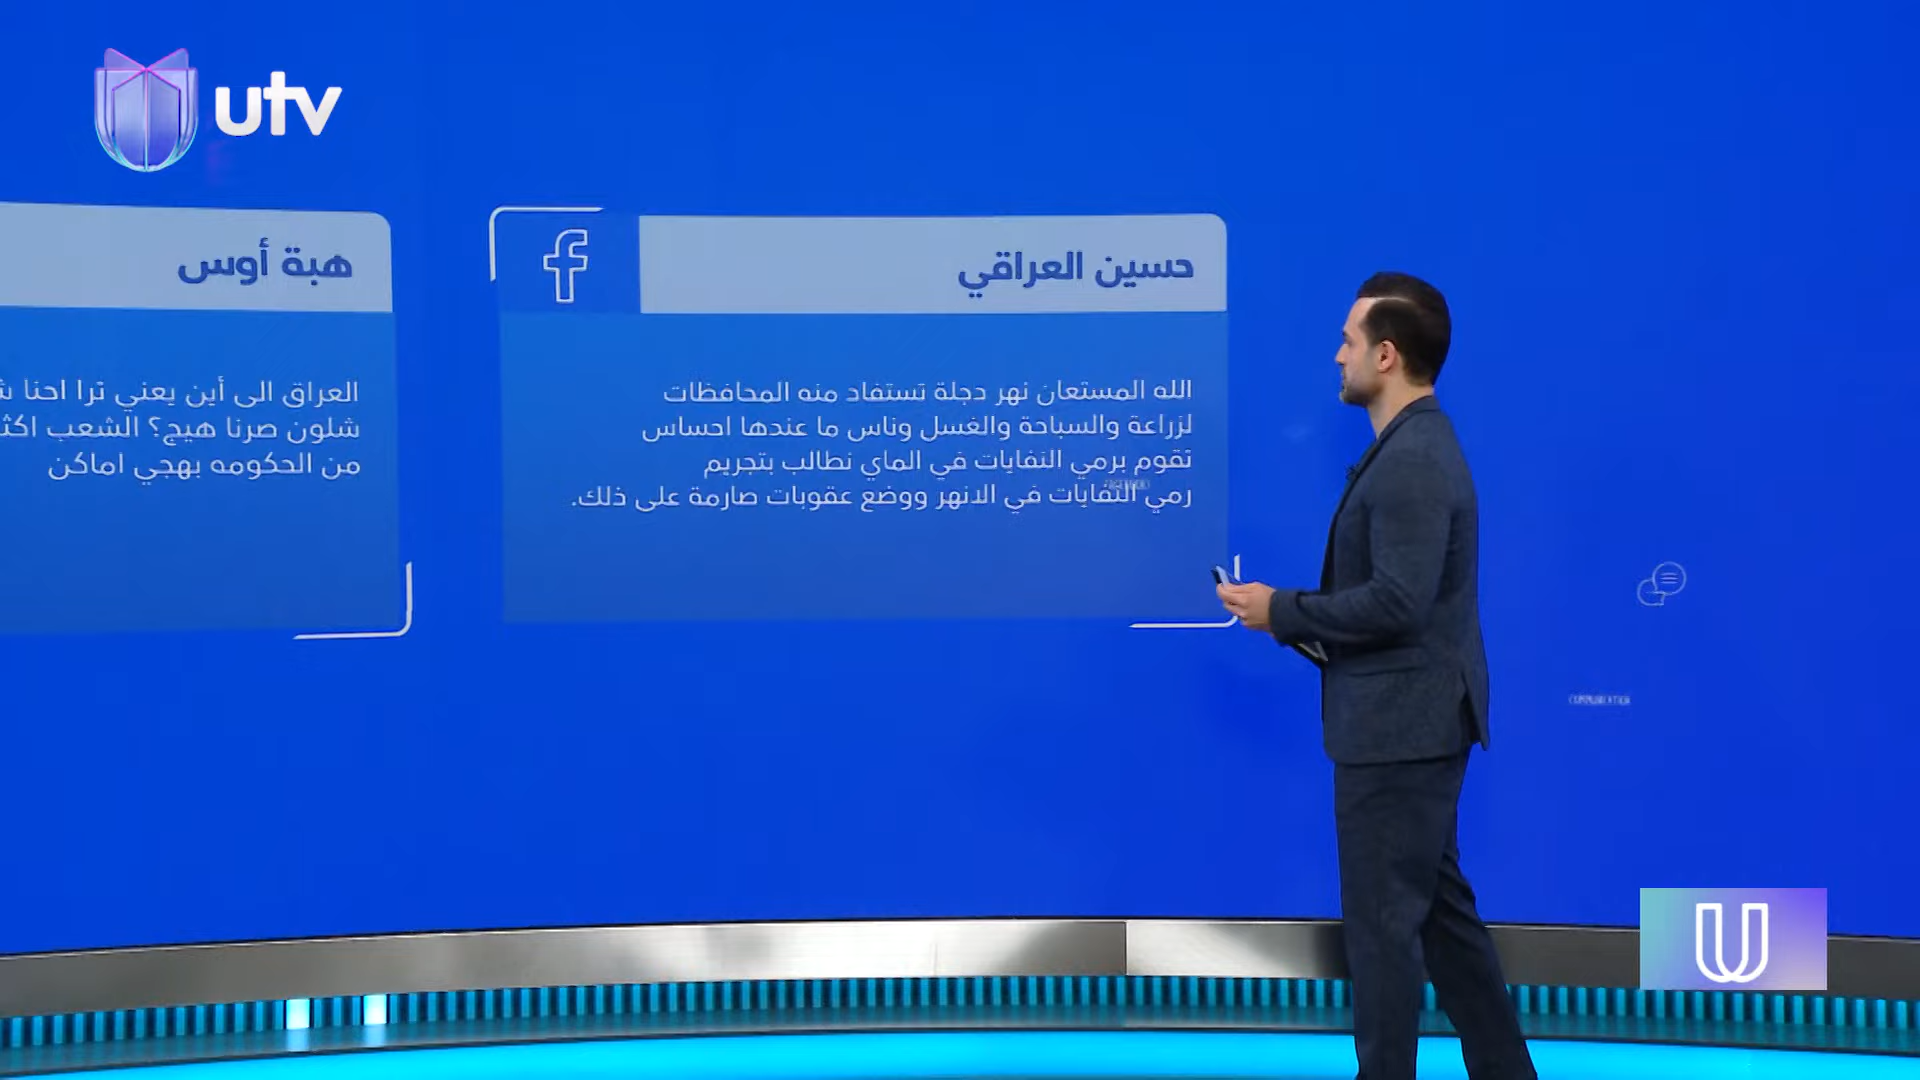 utv
حسين العراقي
الله المستعان نهر دجلة تستفاد منه المحافظات
لزراعة والسباحة والغسل وناس ما عندها احساس
تقوم برمي النفايات في الماي نطالب بتجريم
رمي النفايات في الانهر ووضع عقوبات صارمة على ذلك.
هبة أوس
العراق الى أين يعني ترا احنا
شلون صرنا هيج؟ الشعب
من الحكومه بهجي اماكن
COMMUNICATION
U